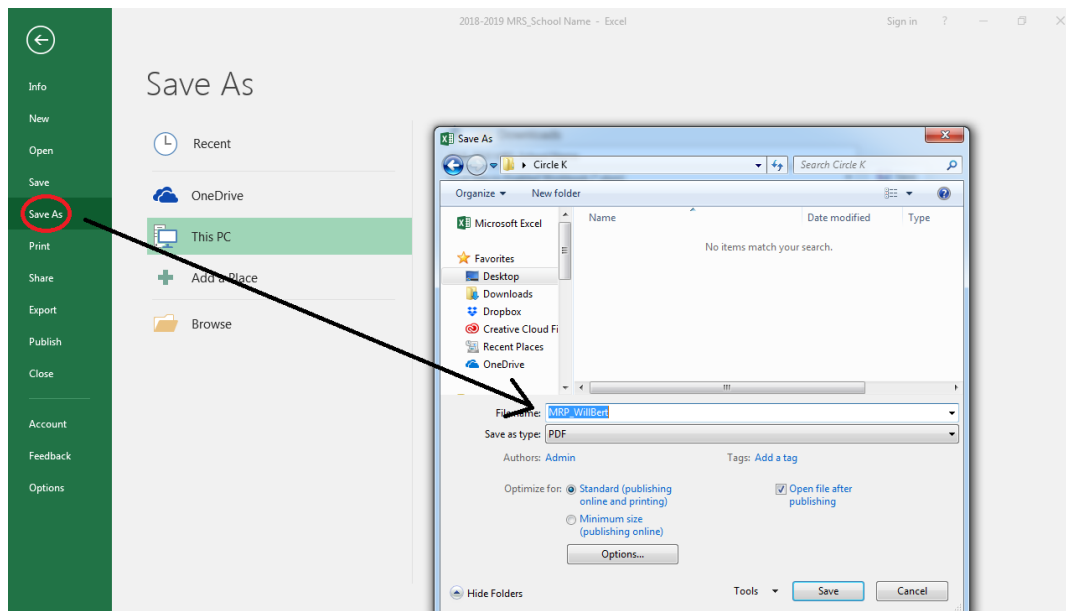 2018-2019 MRS_School Name - Excel
Sign in ?
Info
New
Open
Save
Save As
Print
Share
Export
Publish
Close
Account
Feedback
Options
Save As
Recent
OneDrive
This PC
Add a Place
Browse
Save As
Circle K
Search Circle K
Organize
New folder
Microsoft Excel
Favorites
Desktop
Downloads
Dropbox
Creative Cloud Fi
Recent Places
OneDrive
Name
Date modified
Type
No items match your search.
File name: MRP_WillBert
Save as type: PDF
Authors: Admin
Tags: Add a tag
Optimize for: Standard (publishing
online and printing)
Minimum size
(publishing online)
Options...
Open file after
publishing
Hide Folders
Tools
Save
Cancel